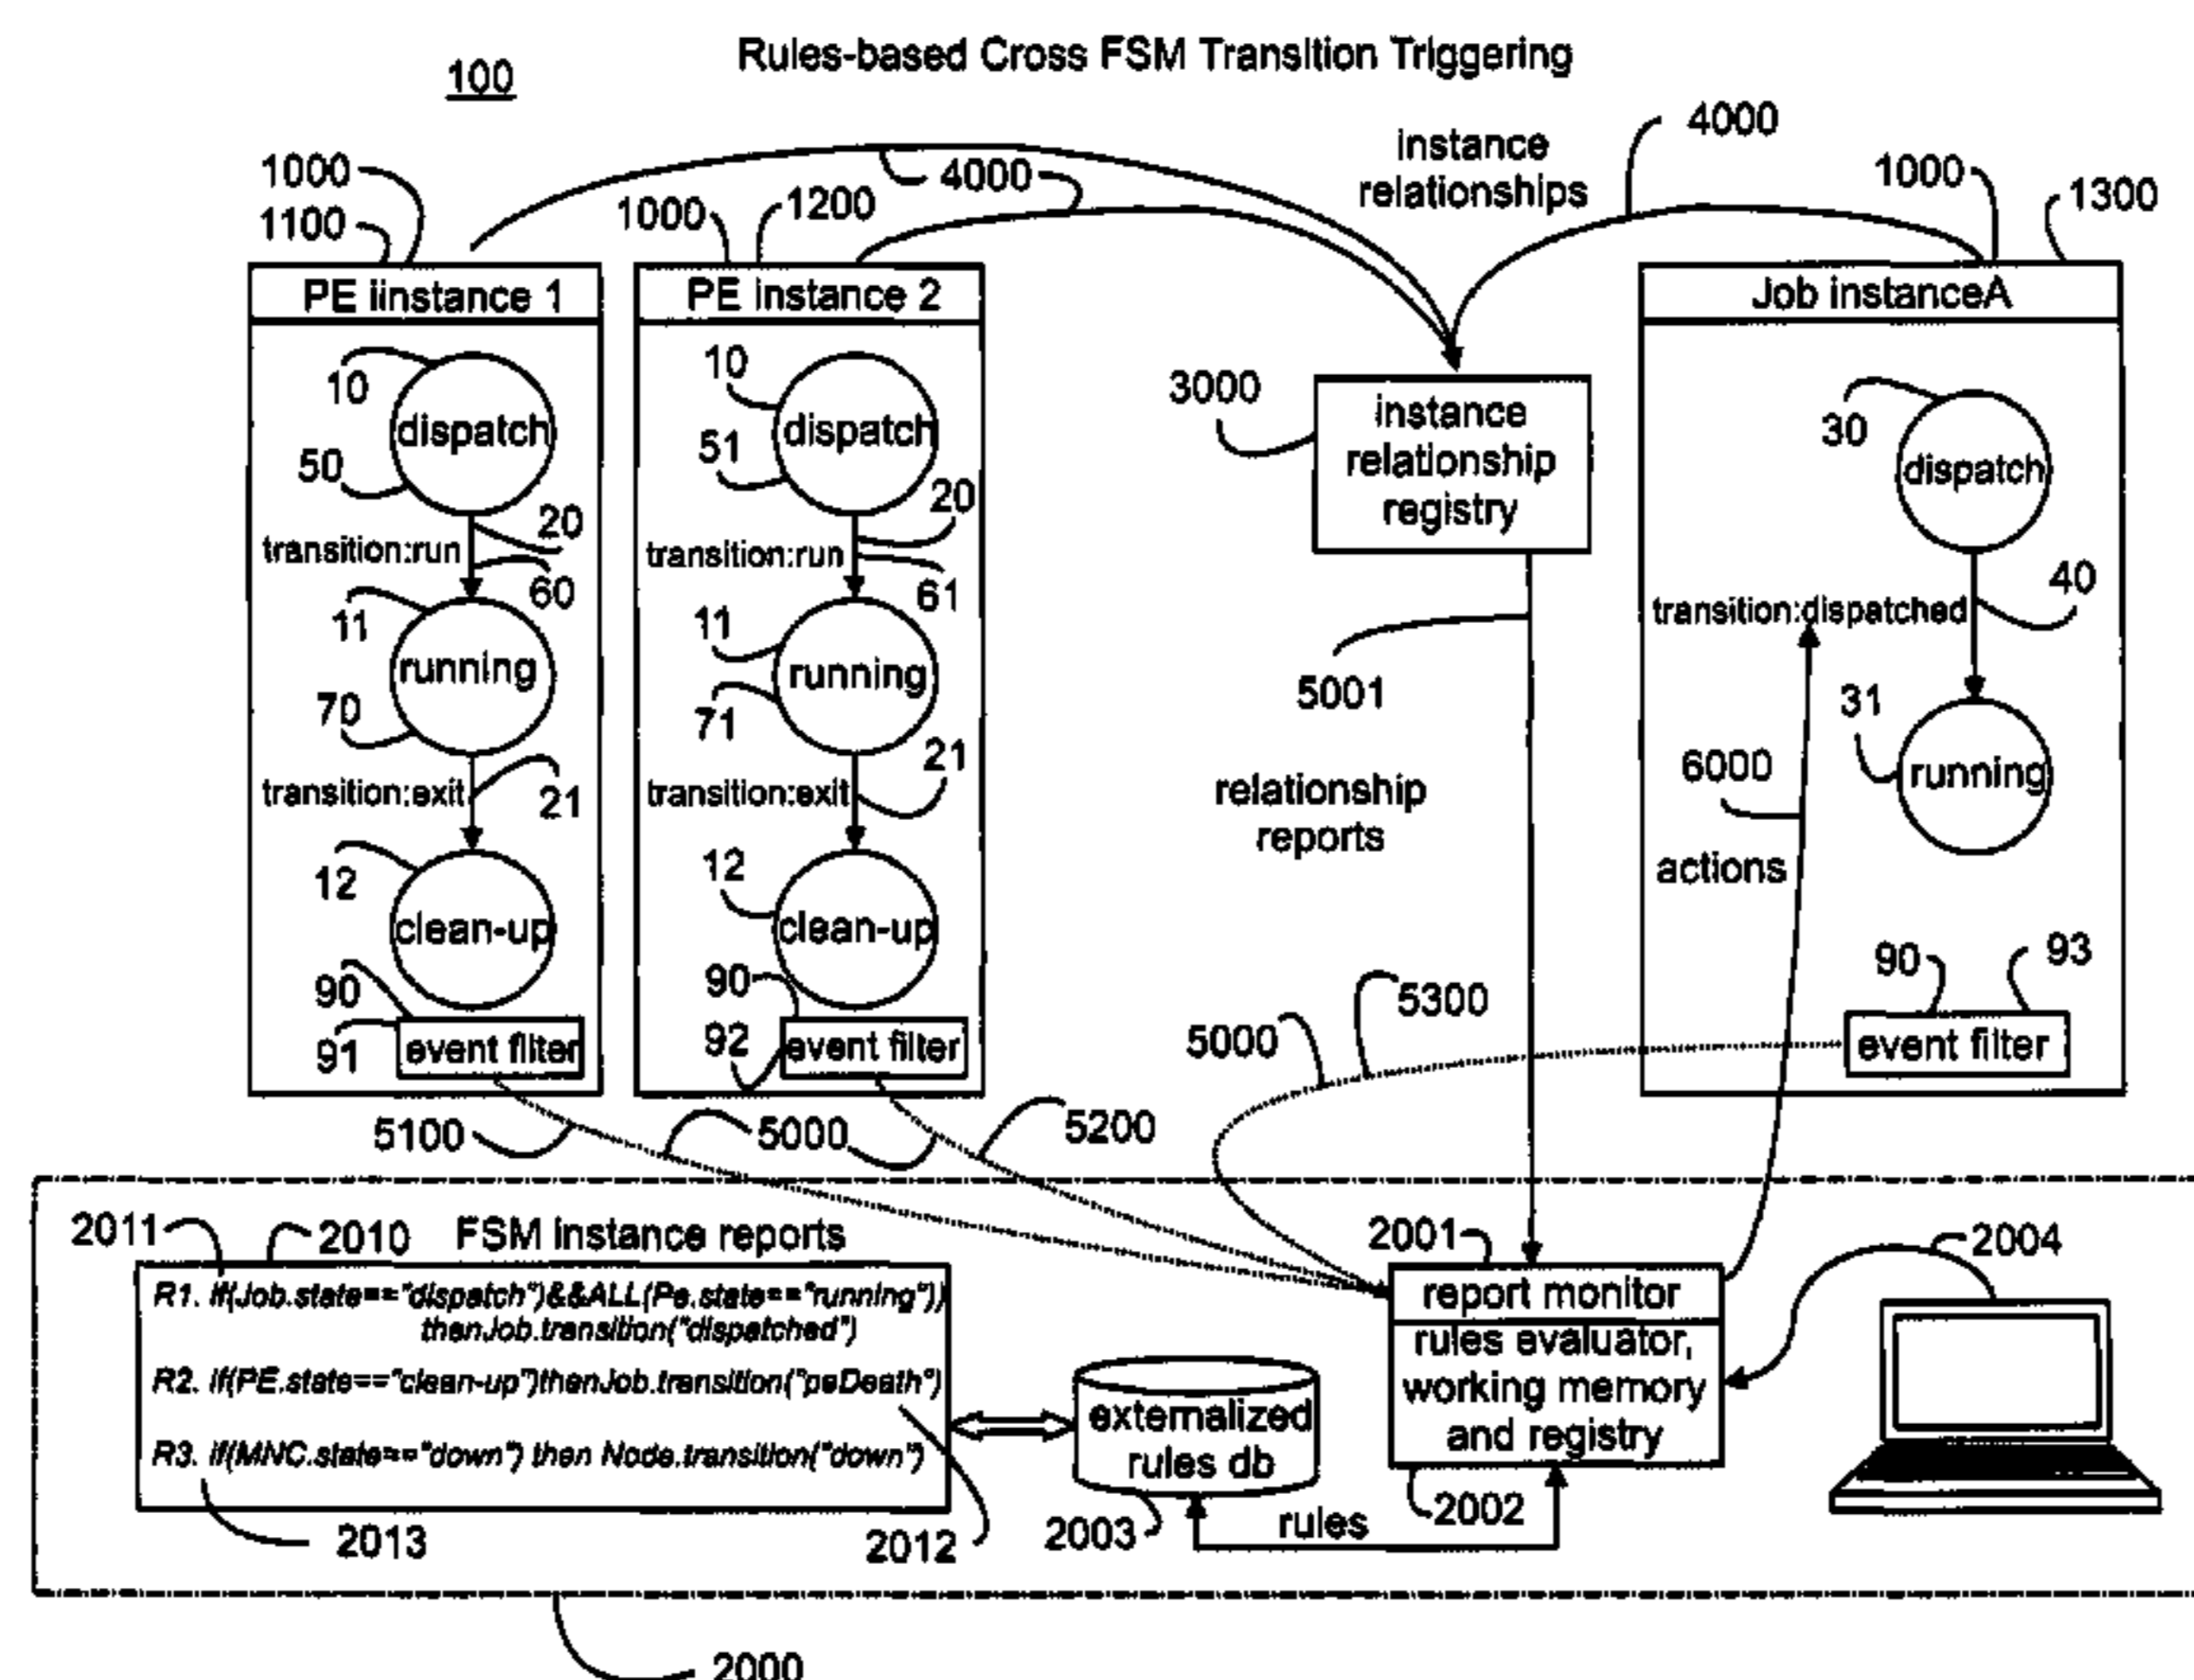 Rules-based Cross FSM Transition Triggering
100
instance
relationships
4000
4000
1000
1100
1000
1200
1000
1300
PE iinstance 1
PE instance 2
Job instanceA
10
dispatch
50
20
transition:run
60
11
running
70
transition:exit
21
12
clean-up
90
91
event filter
10
dispatch
51
20
transition:run
61
11
running
71
21
transition:exit
12
clean-up
90
92
event filter
3000
instance
relationship
registry
5001
relationship
reports
30
dispatch
40
transition:dispatched
31
running
6000
actions
90
93
event filter
5300
5000
5100
5000
5200
2011
2010
FSM instance reports
R1. if(Job.state=="dispatch")&&ALL(Pe.state=="running"))
thenJob.transition("dispatched")
R2. if(PE.state=="clean-up")thenJob.transition("peDeath")
R3. if(MNC.state=="down") then Node.transition("down")
2013
2012
externalized
rules db
2003
rules
2001
report monitor
rules evaluator,
working memory
and registry
2002
2004
2000